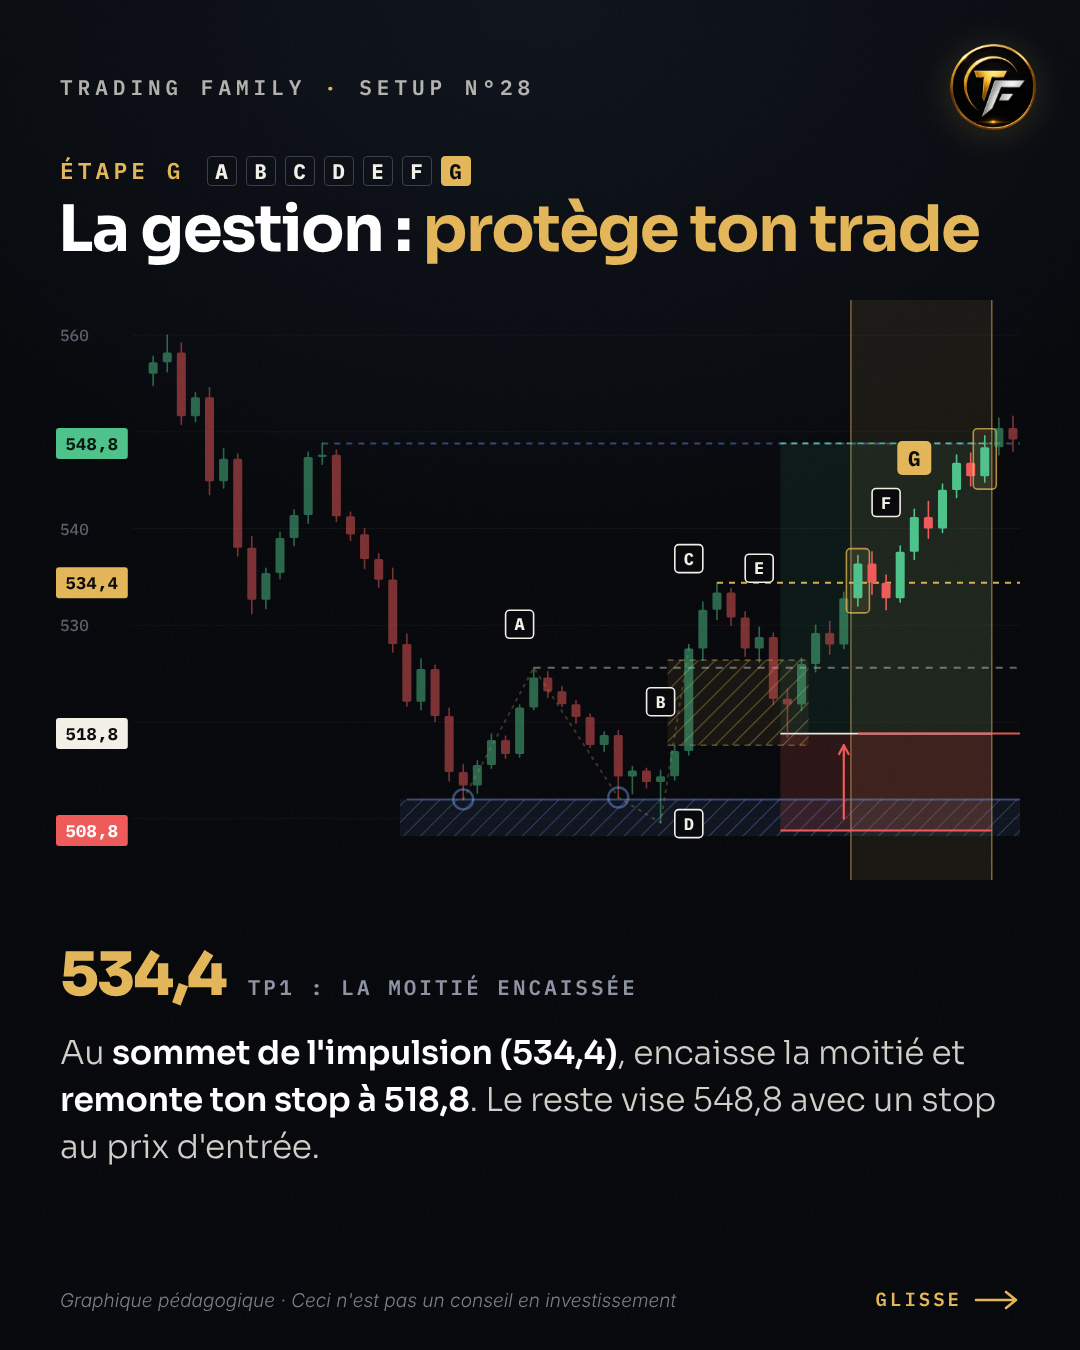 TRADING FAMILY · SETUP N°28
TF
ÉTAPE G A B C D E F G
La gestion : protège ton trade
560
548,8
G
F
540
C
E
534,4
A
530
B
518,8
D
508,8
534,4 TP1 : LA MOITIÉ ENCAISSÉE
Au sommet de l'impulsion (534,4), encaisse la moitié et
remonte ton stop à 518,8. Le reste vise 548,8 avec un stop
au prix d'entrée.
Graphique pédagogique · Ceci n'est pas un conseil en investissement
GLISSE →